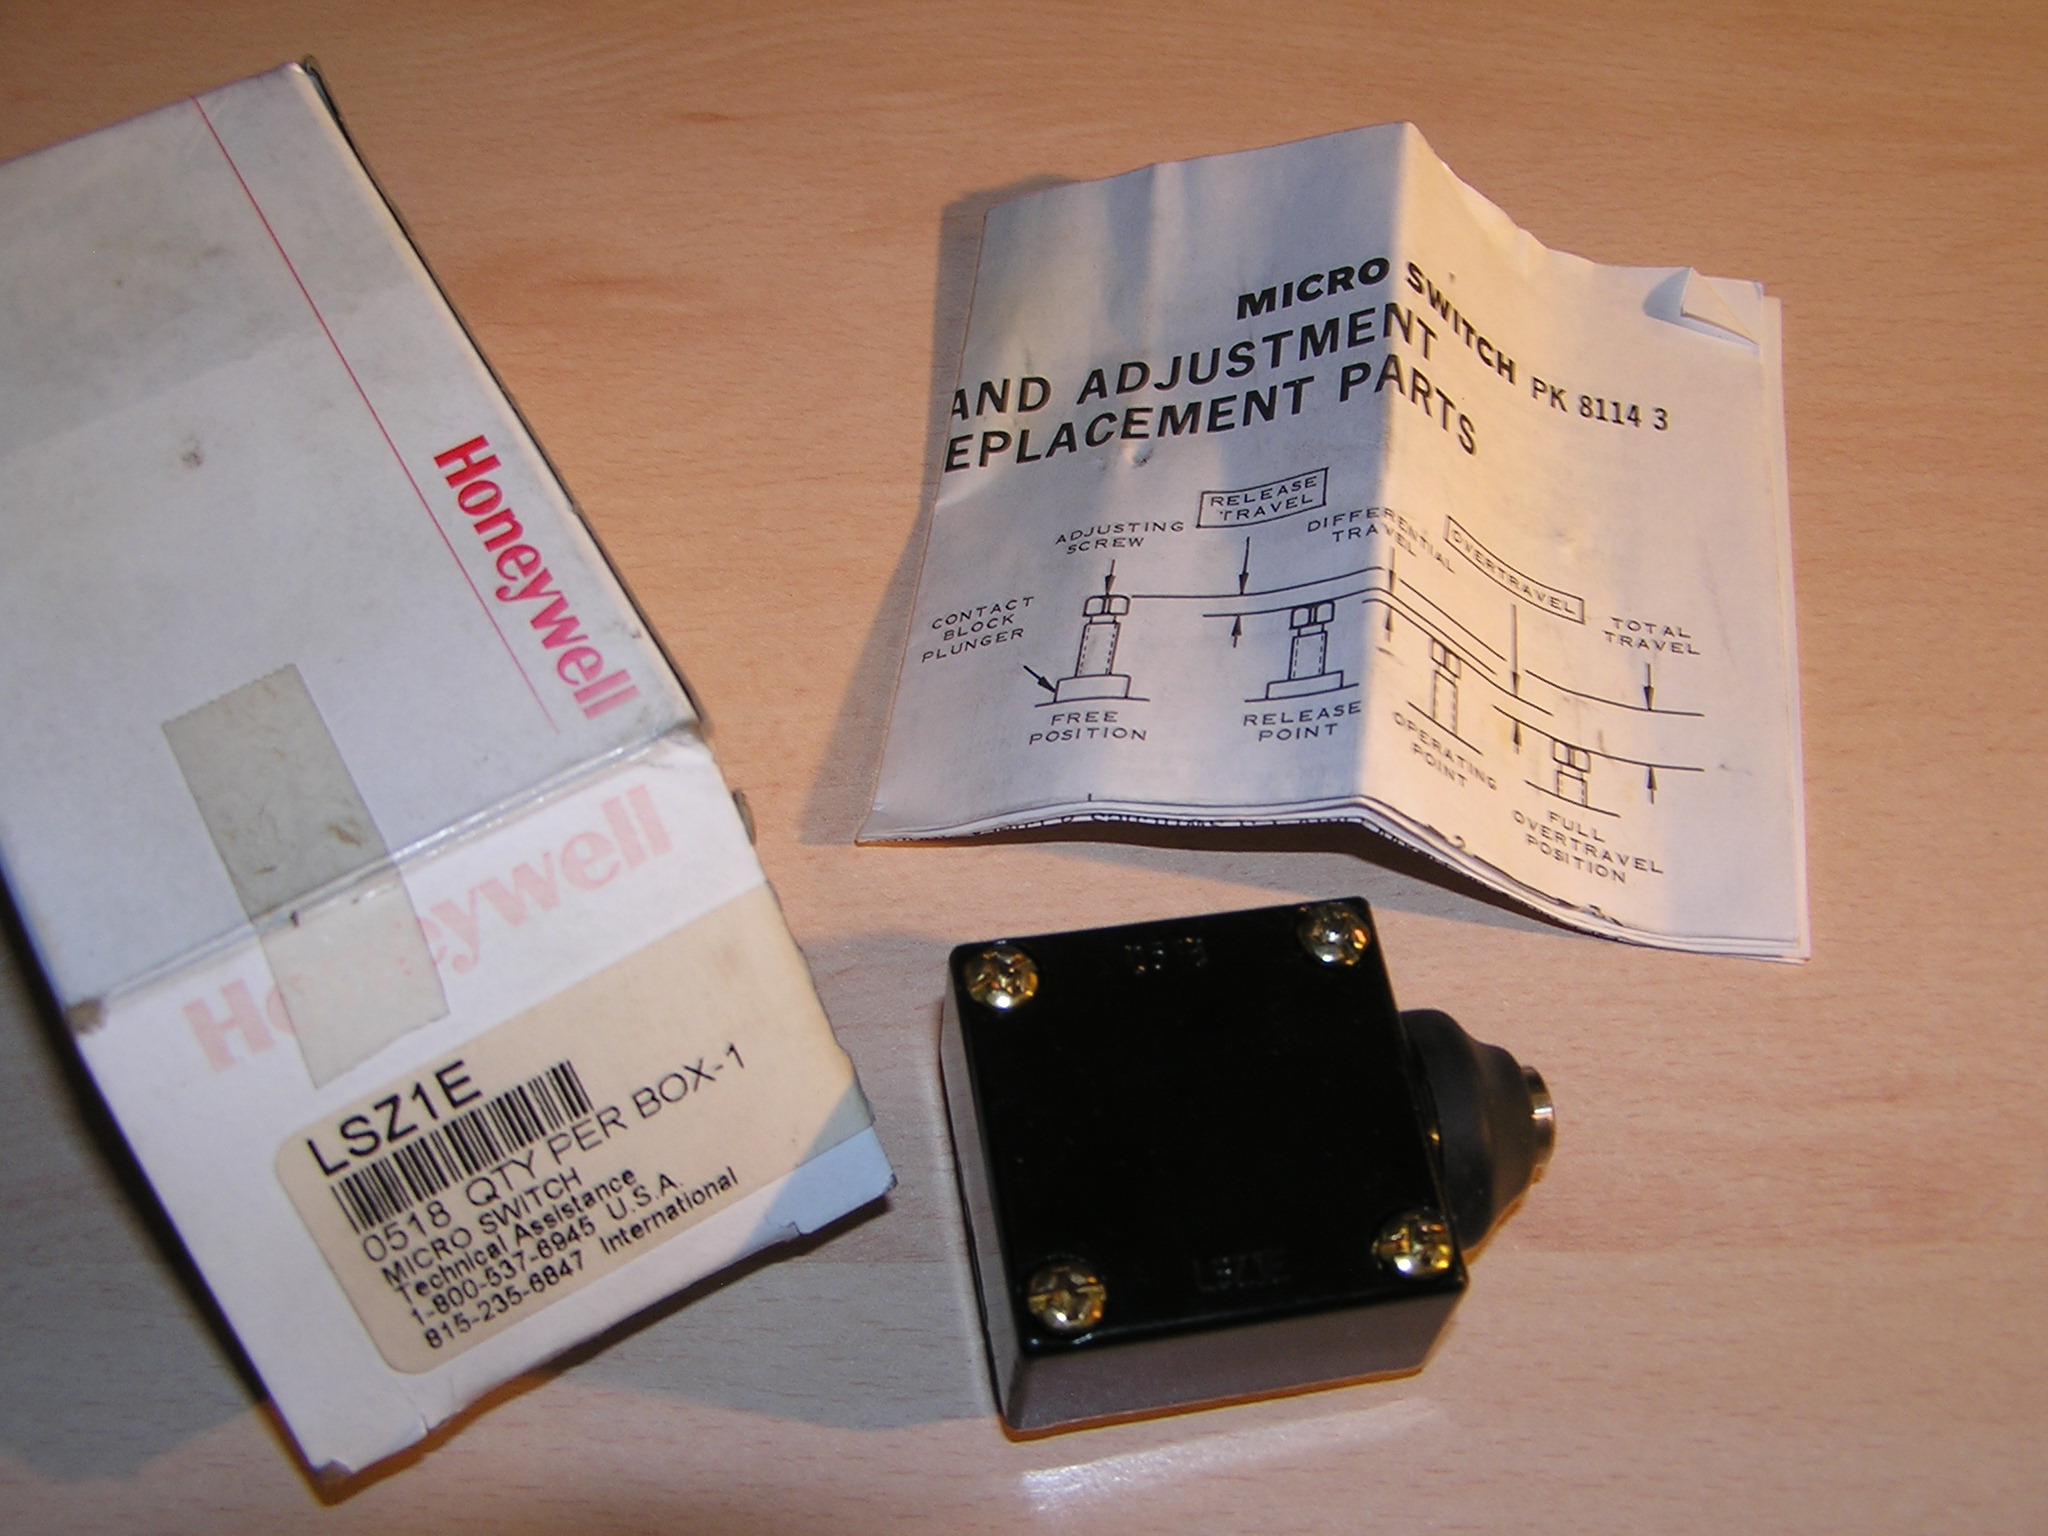 Honeywell
Honeywell
LSZ1E
0518 QTY PER BOX-1
MICRO SWITCH
Technical Assistance
1-800-537-6945 U.S.A.
815-235-6847 International
MICRO SWITCH PK 8114 3
AND ADJUSTMENT
EPLACEMENT PARTS
RELEASE
TRAVEL
ADJUSTING
SCREW
DIFFERENTIAL
TRAVEL
OVERTRAVEL
TOTAL
TRAVEL
CONTACT
BLOCK
PLUNGER
FREE
POSITION
RELEASE
POINT
OPERATING
POINT
FULL
OVERTRAVEL
POSITION
LSZ1E